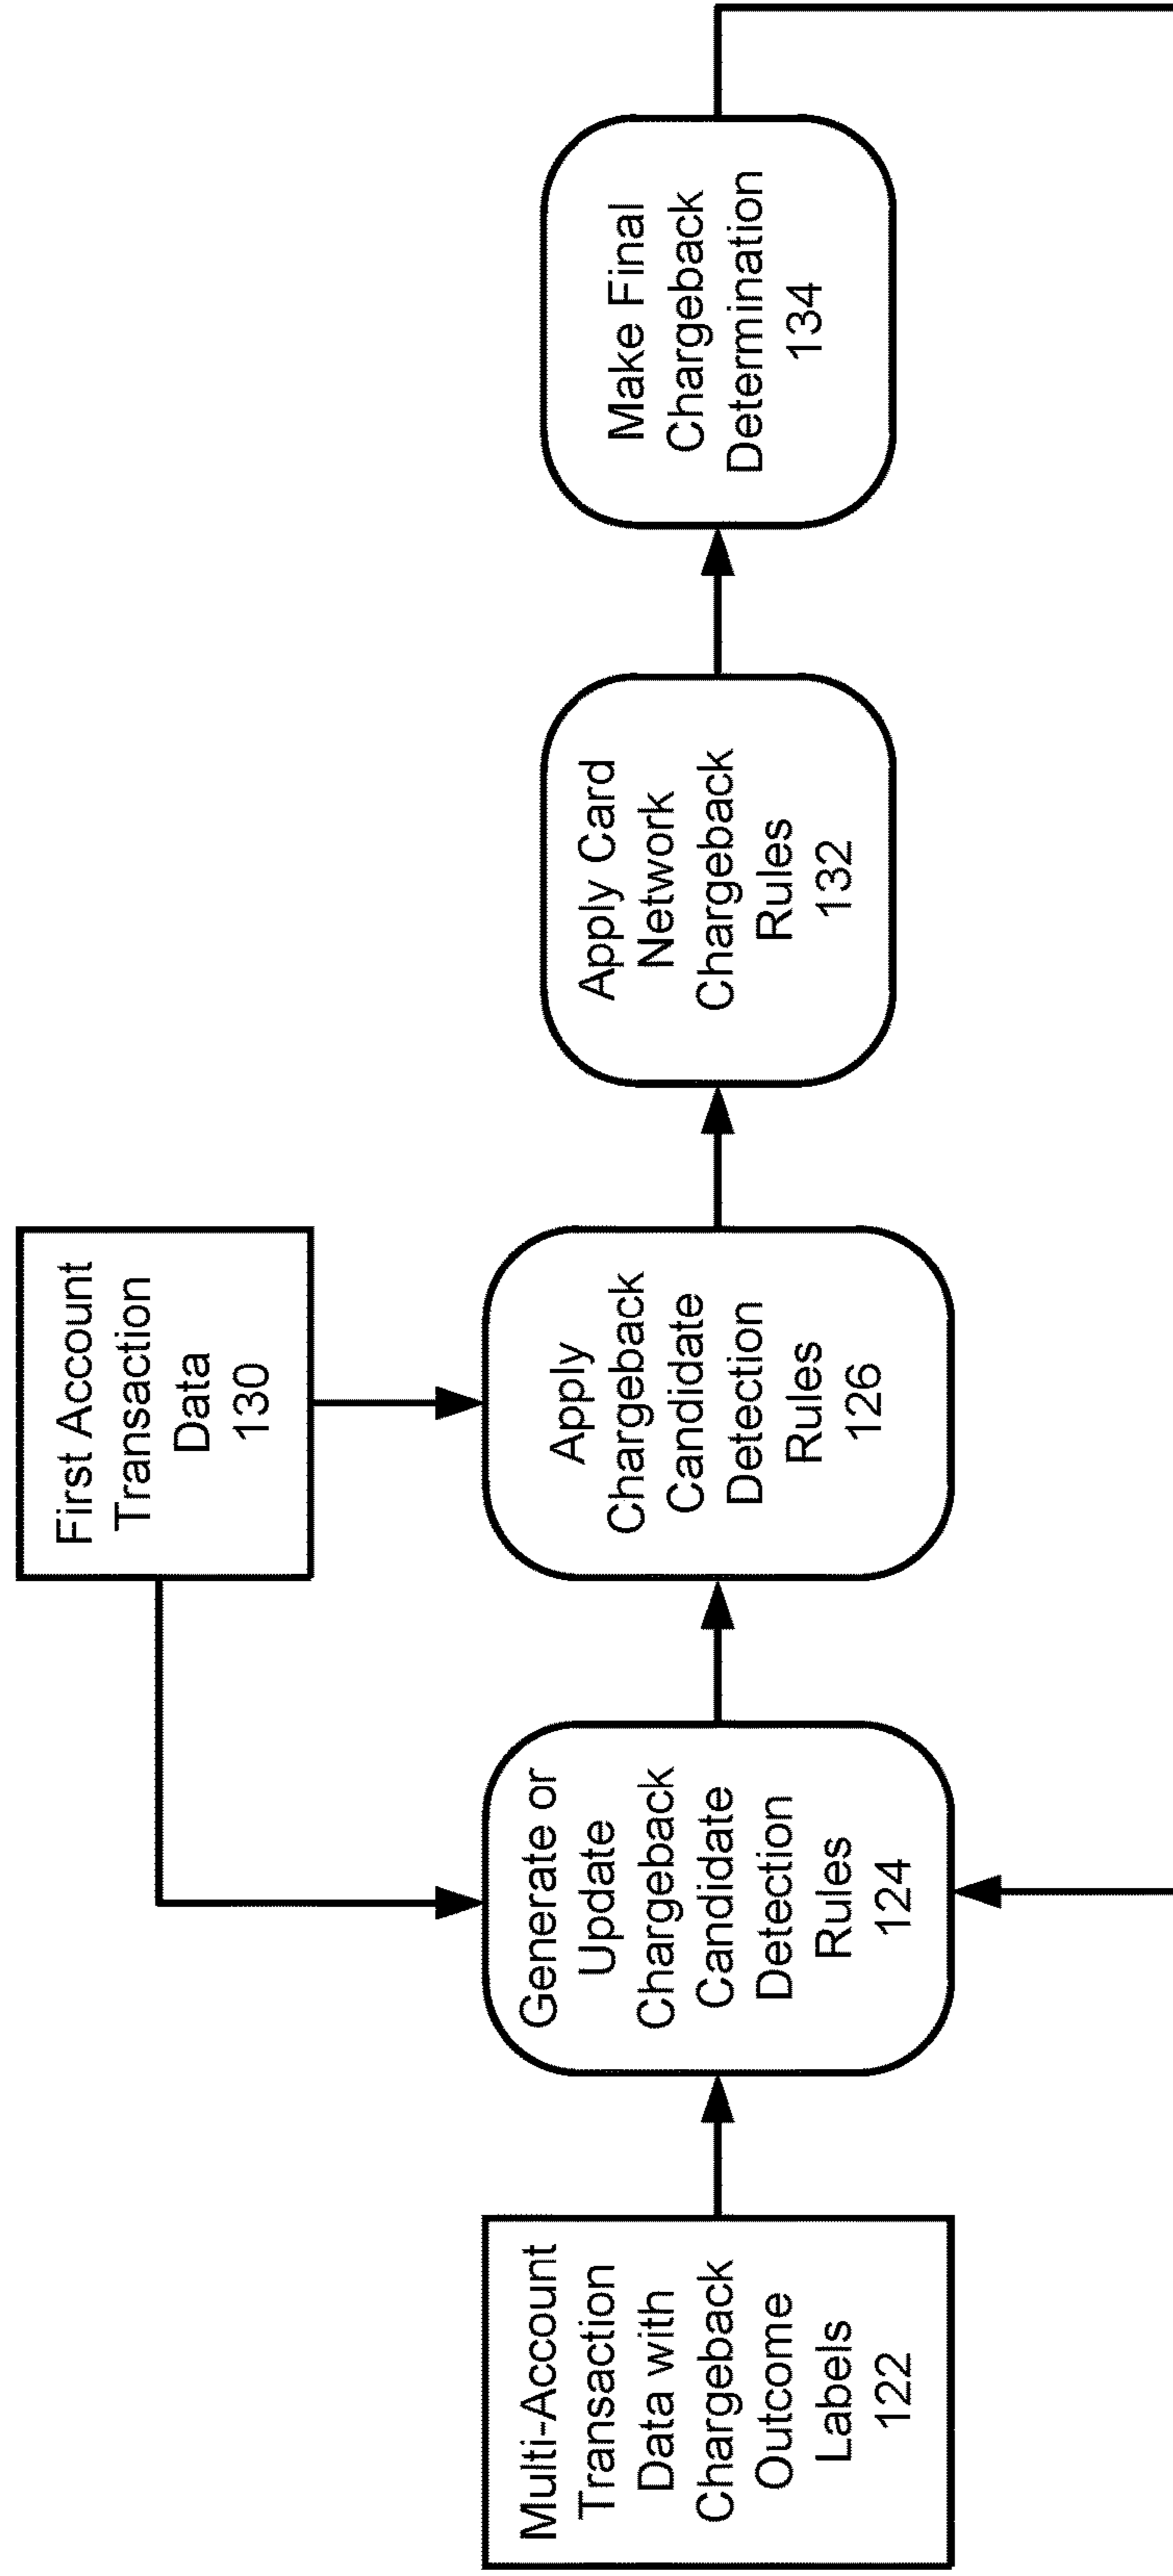 First Account
Transaction
Data
130
Multi-Account
Transaction
Data with
Chargeback
Outcome
Labels
122
Generate or
Update
Chargeback
Candidate
Detection
Rules
124
Apply
Chargeback
Candidate
Detection
Rules
126
Apply Card
Network
Chargeback
Rules
132
Make Final
Chargeback
Determination
134